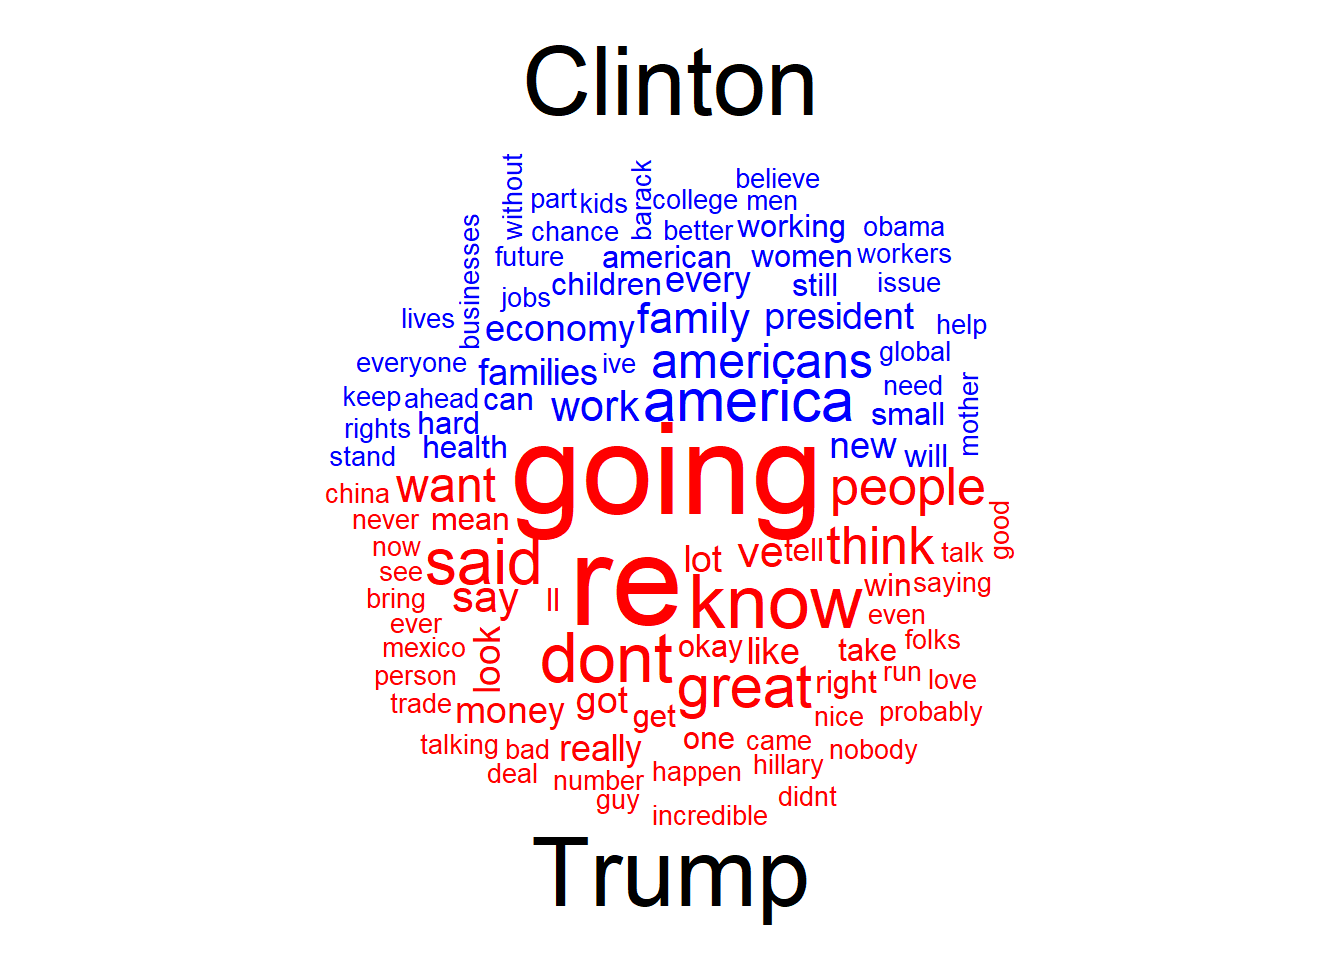 Clinton
believe
without part kids barack college men
chance better working obama
businesses future american women workers
jobs children every still issue
lives economy family president help
everyone families ive americans global
keep ahead can work america need small mother
rights hard
stand health new will
going
china want people
never mean good
now said re lot ve tell think talk
see
bring say ll know win saying
ever even
mexico look dont okay like take folks
person great right run love
trade money got get nice probably
talking bad really one came nobody
deal number happen hillary
guy didnt
incredible
Trump